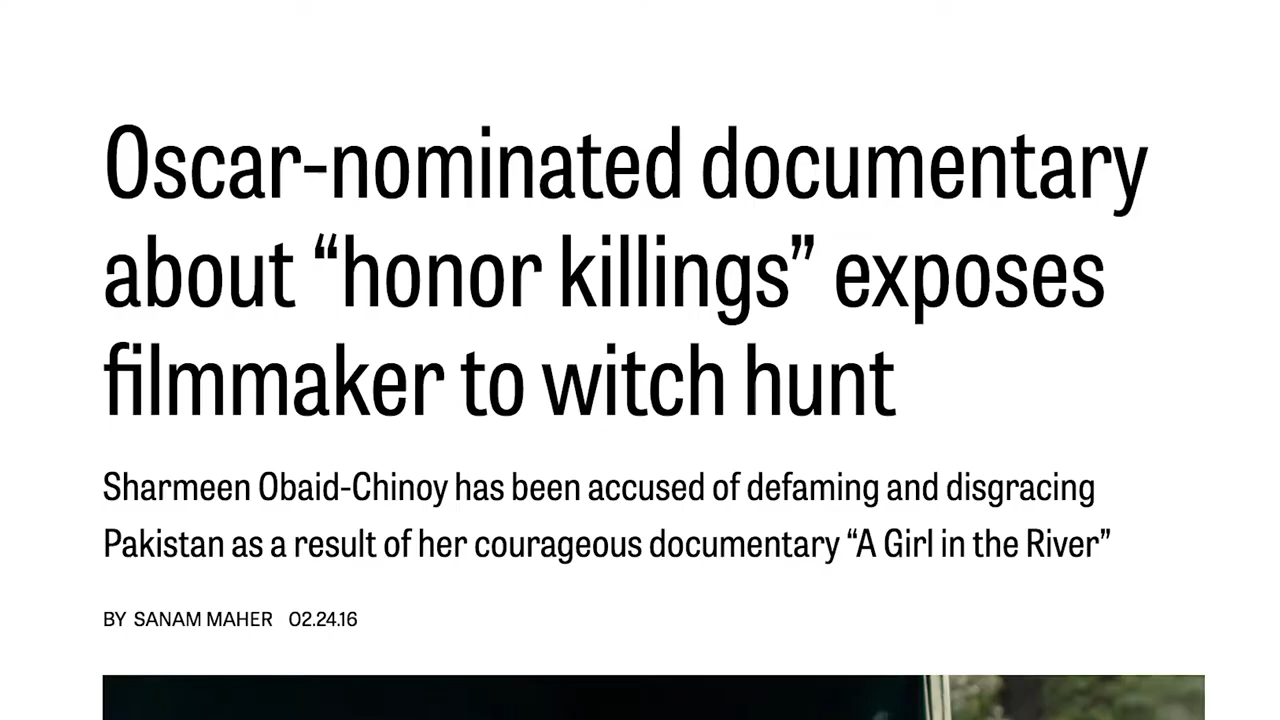 Oscar-nominated documentary
about “honor killings” exposes
filmmaker to witch hunt
Sharmeen Obaid-Chinoy has been accused of defaming and disgracing
Pakistan as a result of her courageous documentary “A Girl in the River”
BY SANAM MAHER 02.24.16